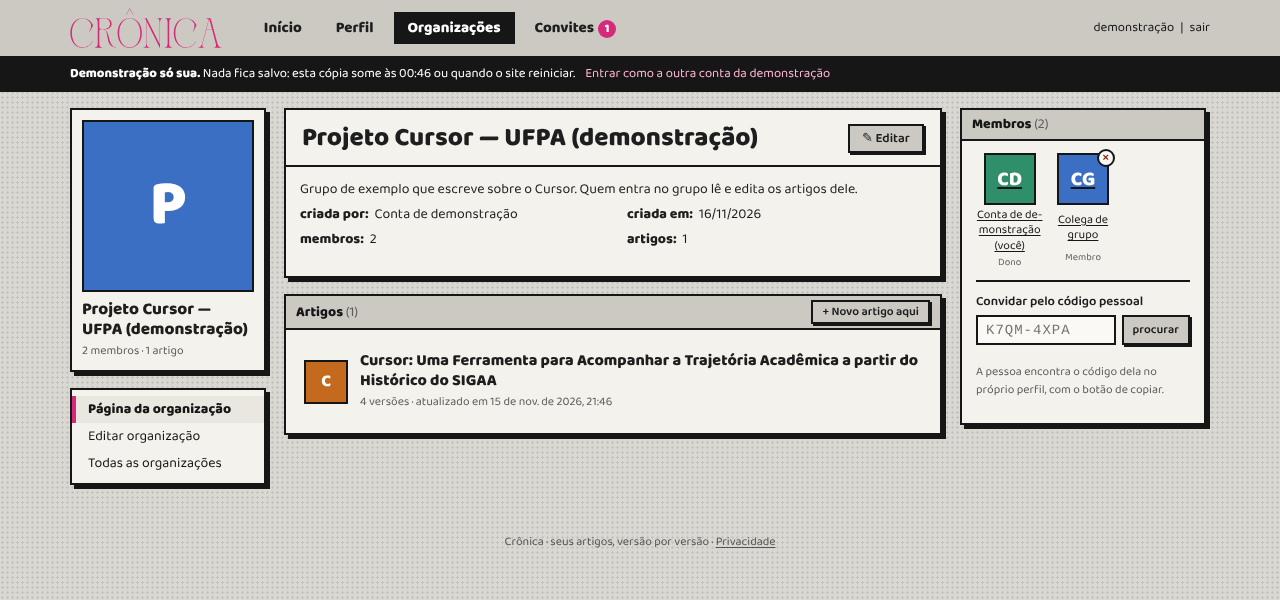 CRÔNICA
Início
Perfil
Organizações
Convites 1
demonstração | sair
Demonstração só sua. Nada fica salvo: esta cópia some às 00:46 ou quando o site reiniciar. Entrar como a outra conta da demonstração
P
Projeto Cursor —
UFPA (demonstração)
2 membros · 1 artigo
Página da organização
Editar organização
Todas as organizações
Projeto Cursor — UFPA (demonstração)
✎ Editar
Grupo de exemplo que escreve sobre o Cursor. Quem entra no grupo lê e edita os artigos dele.
criada por: Conta de demonstração
criada em: 16/11/2026
membros: 2
artigos: 1
Artigos (1)
+ Novo artigo aqui
C
Cursor: Uma Ferramenta para Acompanhar a Trajetória Acadêmica a partir do
Histórico do SIGAA
4 versões · atualizado em 15 de nov. de 2026, 21:46
Membros (2)
CD
Conta de de-
monstração
(você)
Dono
×
CG
Colega de
grupo
Membro
Convidar pelo código pessoal
K7QM-4XPA
procurar
A pessoa encontra o código dela no
próprio perfil, com o botão de copiar.
Crônica · seus artigos, versão por versão · Privacidade